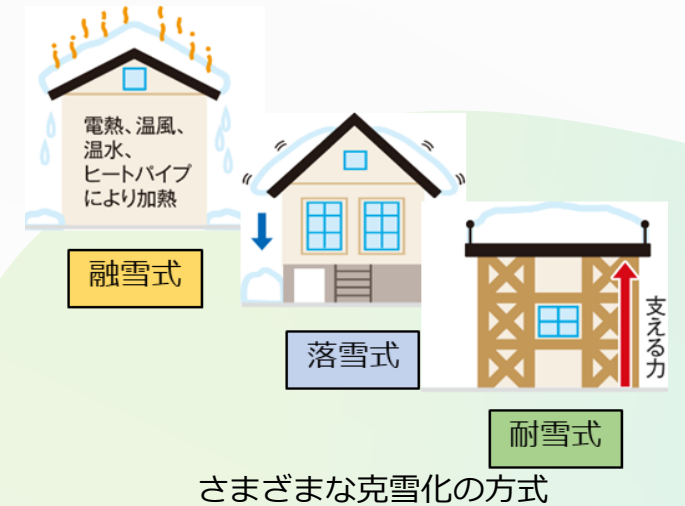 電熱、温風、
温水、
ヒートパイプ
により加熱
融雪式
落雪式
支える力
耐雪式
さまざまな克雪化の方式